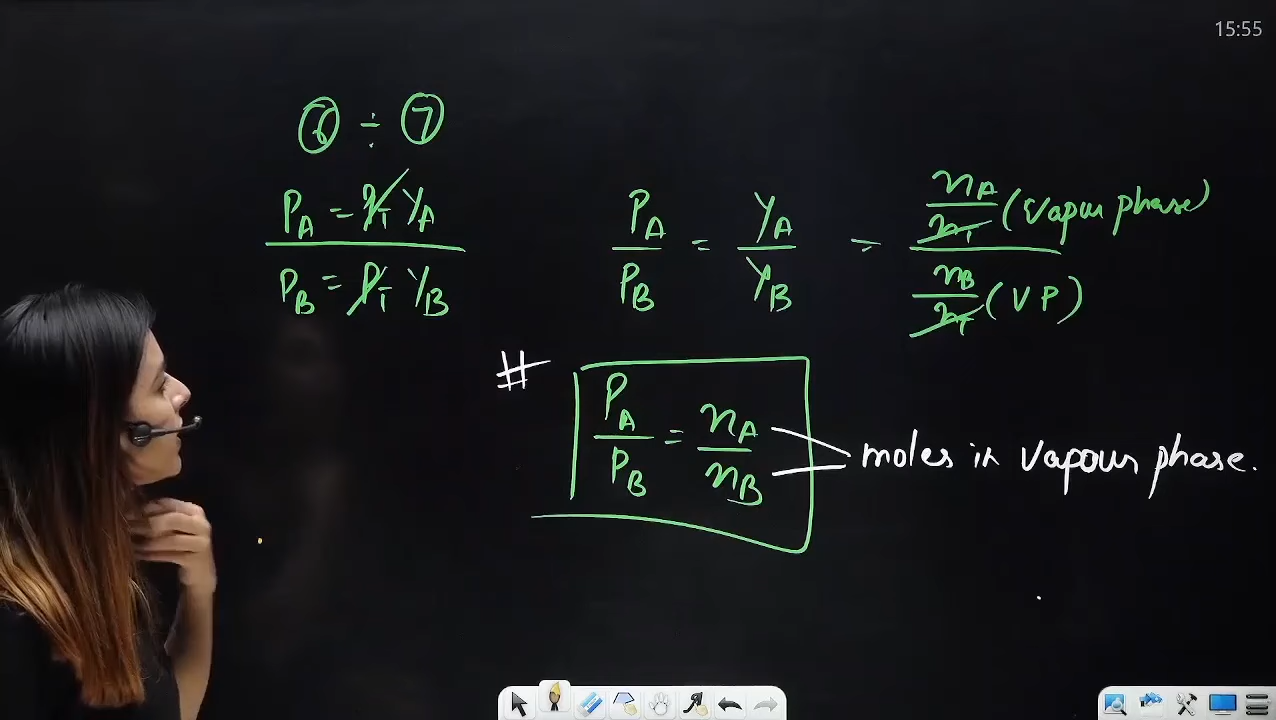 15:55
⑥ ÷ ⑦
P_A = P_T Y_A
P_B = P_T Y_B
P_A / P_B = Y_A / Y_B = n_A/n_T (Vapour phase) / n_B/n_T (VP)
#
P_A / P_B = n_A / n_B
moles in vapour phase.